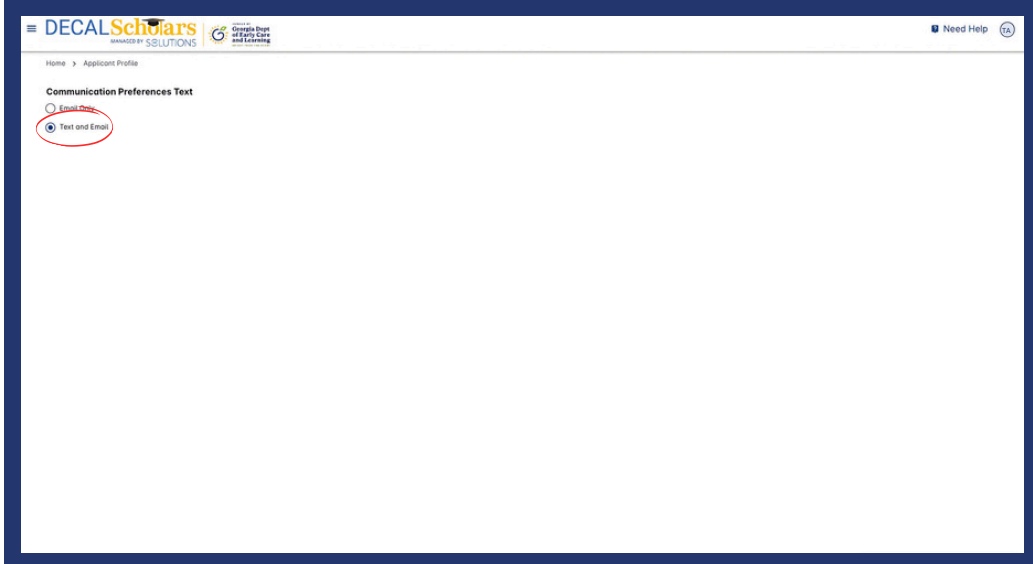 DECALScholars
MANAGED BY SOLUTIONS
Georgia Dept
of Early Care
and Learning
Need Help
TA
Home > Applicant Profile
Communication Preferences Text
Email Only
Text and Email